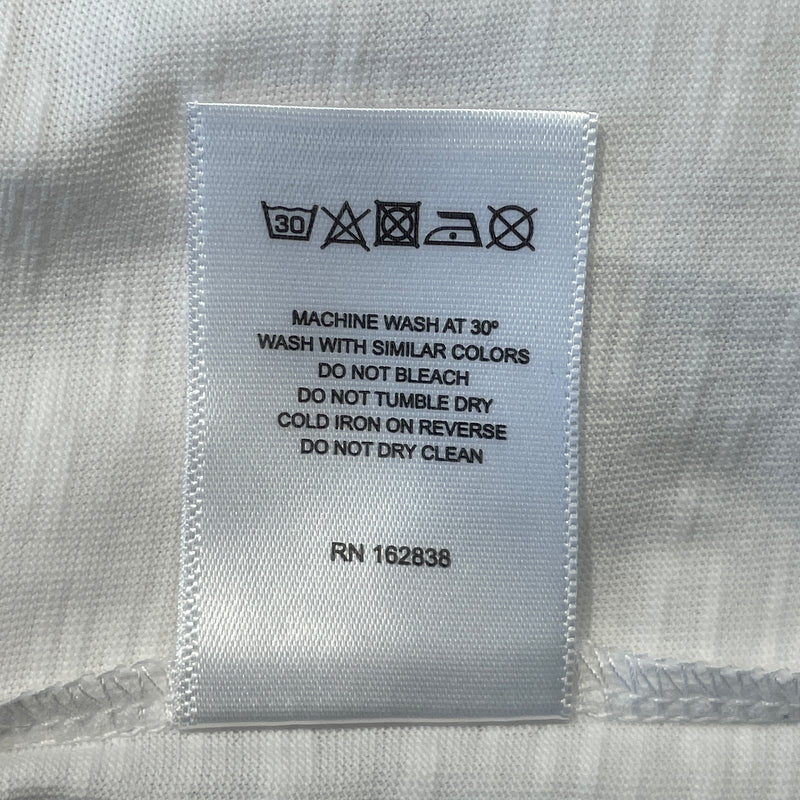 30
MACHINE WASH AT 30º
WASH WITH SIMILAR COLORS
DO NOT BLEACH
DO NOT TUMBLE DRY
COLD IRON ON REVERSE
DO NOT DRY CLEAN
RN 162838